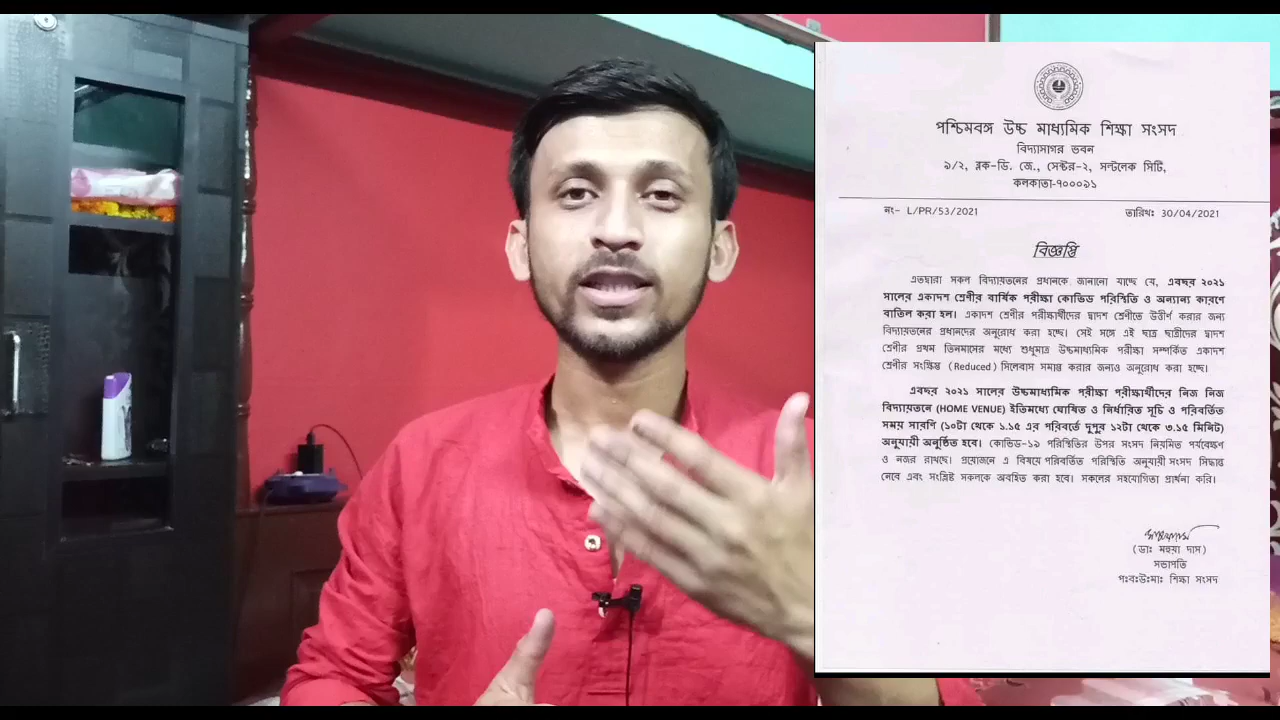 পশ্চিমবঙ্গ উচ্চ মাধ্যমিক শিক্ষা সংসদ
বিদ্যাসাগর ভবন
৯/২, ব্লক-ডি. জে., সেক্টর-২, সল্টলেক সিটি,
কলকাতা-৭০০০৯১
নং- L/PR/53/2021 তারিখঃ 30/04/2021
বিজ্ঞপ্তি
এতদ্বারা সকল বিদ্যায়তনের প্রধানকে জানানো যাচ্ছে যে, এবছর ২০২১
সালের একাদশ শ্রেণীর বার্ষিক পরীক্ষা কোভিড পরিস্থিতি ও অন্যান্য কারণে
বাতিল করা হল। একাদশ শ্রেণীর পরীক্ষার্থীদের দ্বাদশ শ্রেণীতে উত্তীর্ণ করার জন্য
বিদ্যায়তনের প্রধানদের অনুরোধ করা হচ্ছে। সেই সঙ্গে এই ছাত্র ছাত্রীদের দ্বাদশ
শ্রেণীর প্রথম তিনমাসের মধ্যে শুধুমাত্র উচ্চমাধ্যমিক পরীক্ষা সম্পর্কিত একাদশ
শ্রেণীর সংক্ষিপ্ত (Reduced) সিলেবাস সমাপ্ত করার জন্যও অনুরোধ করা হচ্ছে।
এবছর ২০২১ সালের উচ্চমাধ্যমিক পরীক্ষা পরীক্ষার্থীদের নিজ নিজ
বিদ্যায়তনে (HOME VENUE) ইতিমধ্যে ঘোষিত ও নির্ধারিত সূচি ও পরিবর্তিত
সময় সারণি (১০টা থেকে ১.১৫ এর পরিবর্তে দুপুর ১২টা থেকে ৩.১৫ মিনিট)
অনুযায়ী অনুষ্ঠিত হবে। কোভিড-১৯ পরিস্থিতির উপর সংসদ নিয়মিত পর্যবেক্ষণ
ও নজর রাখছে। প্রয়োজনে এ বিষয়ে পরিবর্তিত পরিস্থিতি অনুযায়ী সংসদ সিদ্ধান্ত
নেবে এবং সংশ্লিষ্ট সকলকে অবহিত করা হবে। সকলের সহযোগিতা প্রার্থনা করি।
(ডাঃ মহুয়া দাস)
সভাপতি
পঃবঃউঃমাঃ শিক্ষা সংসদ